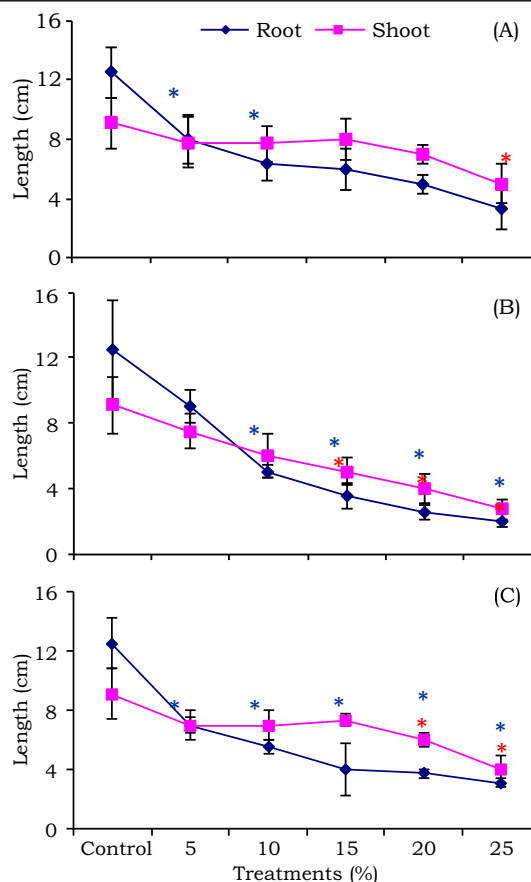 Root Shoot (A)
16
12
8
4
0
Length (cm)
*
*
*
(B)
16
12
8
4
0
Length (cm)
* * * *
* * *
(C)
16
12
8
4
0
Length (cm)
* * * * *
* *
Control 5 10 15 20 25
Treatments (%)